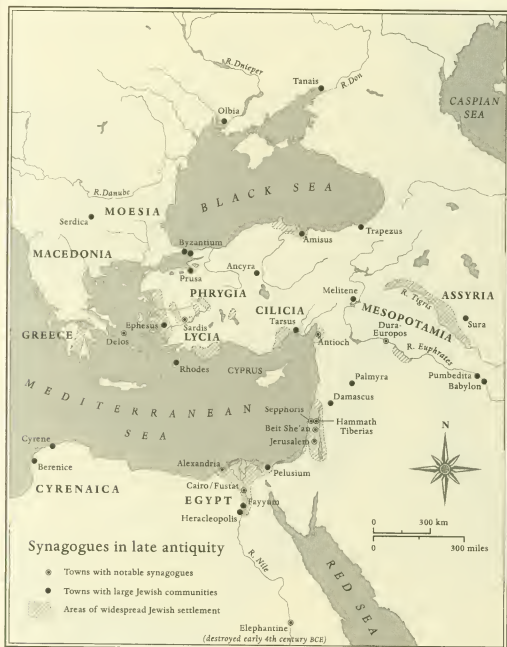 R. Dnieper
Tanais
R. Don
CASPIAN
SEA
Olbia
BLACK SEA
R. Danube
MOESIA
Serdica
Trapezus
Amisus
MACEDONIA
Byzantium
Prusa
Ancyra
PHRYGIA
Melitene
R. Tigris
ASSYRIA
CILICIA
MESOPOTAMIA
Tarsus
Sura
GREECE
Ephesus
Sardis
Delos
LYCIA
Antioch
Dura-
Europos
R. Euphrates
Rhodes
CYPRUS
Palmyra
Pumbedita
Babylon
MEDITERRANEAN
SEA
Damascus
Sepphoris
Hammath
Tiberias
Beit She'an
Jerusalem
N
Cyrene
Berenice
Alexandria
Pelusium
CYRENAICA
Cairo/Fustat
EGYPT
Fayyum
Heracleopolis
0 300 km
0 300 miles
R. Nile
RED SEA
Synagogues in late antiquity
Towns with notable synagogues
Towns with large Jewish communities
Areas of widespread Jewish settlement
Elephantine
(destroyed early 4th century BCE)